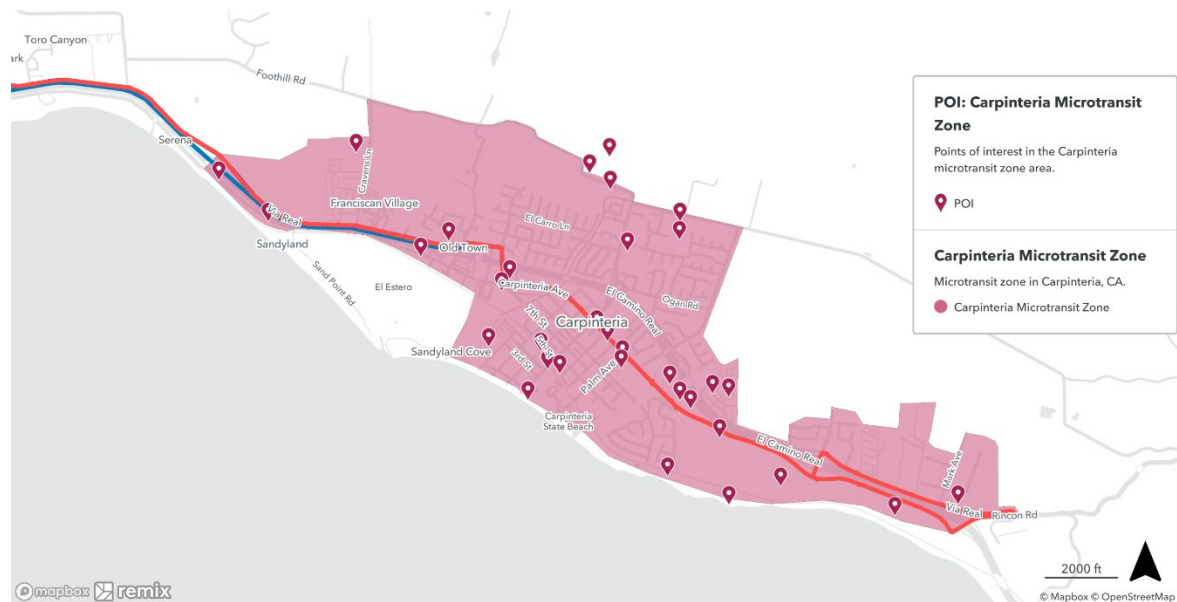 Toro Canyon
ark
Foothill Rd
Serena
Cravens Ln
Franciscan Village
Via Real
Sandyland
El Carro Ln
Old Town
Sand Point Rd
El Estero
Carpinteria Ave
El Camino Real
Ogan Rd
7th St
Carpinteria
5th St
3rd St
Sandyland Cove
Palm Ave
Carpinteria
State Beach
El Camino Real
Mark Ave
Via Real
Rincon Rd
POI: Carpinteria Microtransit
Zone
Points of interest in the Carpinteria
microtransit zone area.
POI
Carpinteria Microtransit Zone
Microtransit zone in Carpinteria, CA.
Carpinteria Microtransit Zone
2000 ft
mapbox remix
© Mapbox © OpenStreetMap